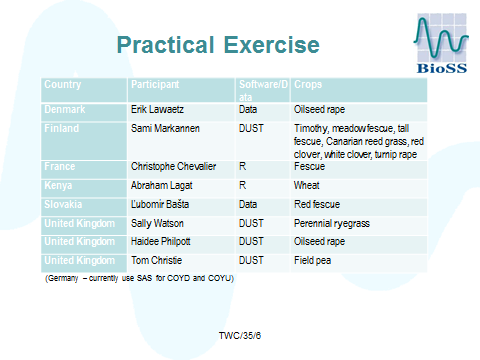 Practical Exercise
BioSS
Country Participant Software/D Crops
ata
Denmark Erik Lawaetz Data Oilseed rape
Finland Sami Markannen DUST Timothy, meadow fescue, tall
fescue, Canarian reed grass, red
clover, white clover, turnip rape
France Christophe Chevalier R Fescue
Kenya Abraham Lagat R Wheat
Slovakia Ľubomír Bašta Data Red fescue
United Kingdom Sally Watson DUST Perennial ryegrass
United Kingdom Haidee Philpott DUST Oilseed rape
United Kingdom Tom Christie DUST Field pea
(Germany – currently use SAS for COYD and COYU)
TWC/35/6